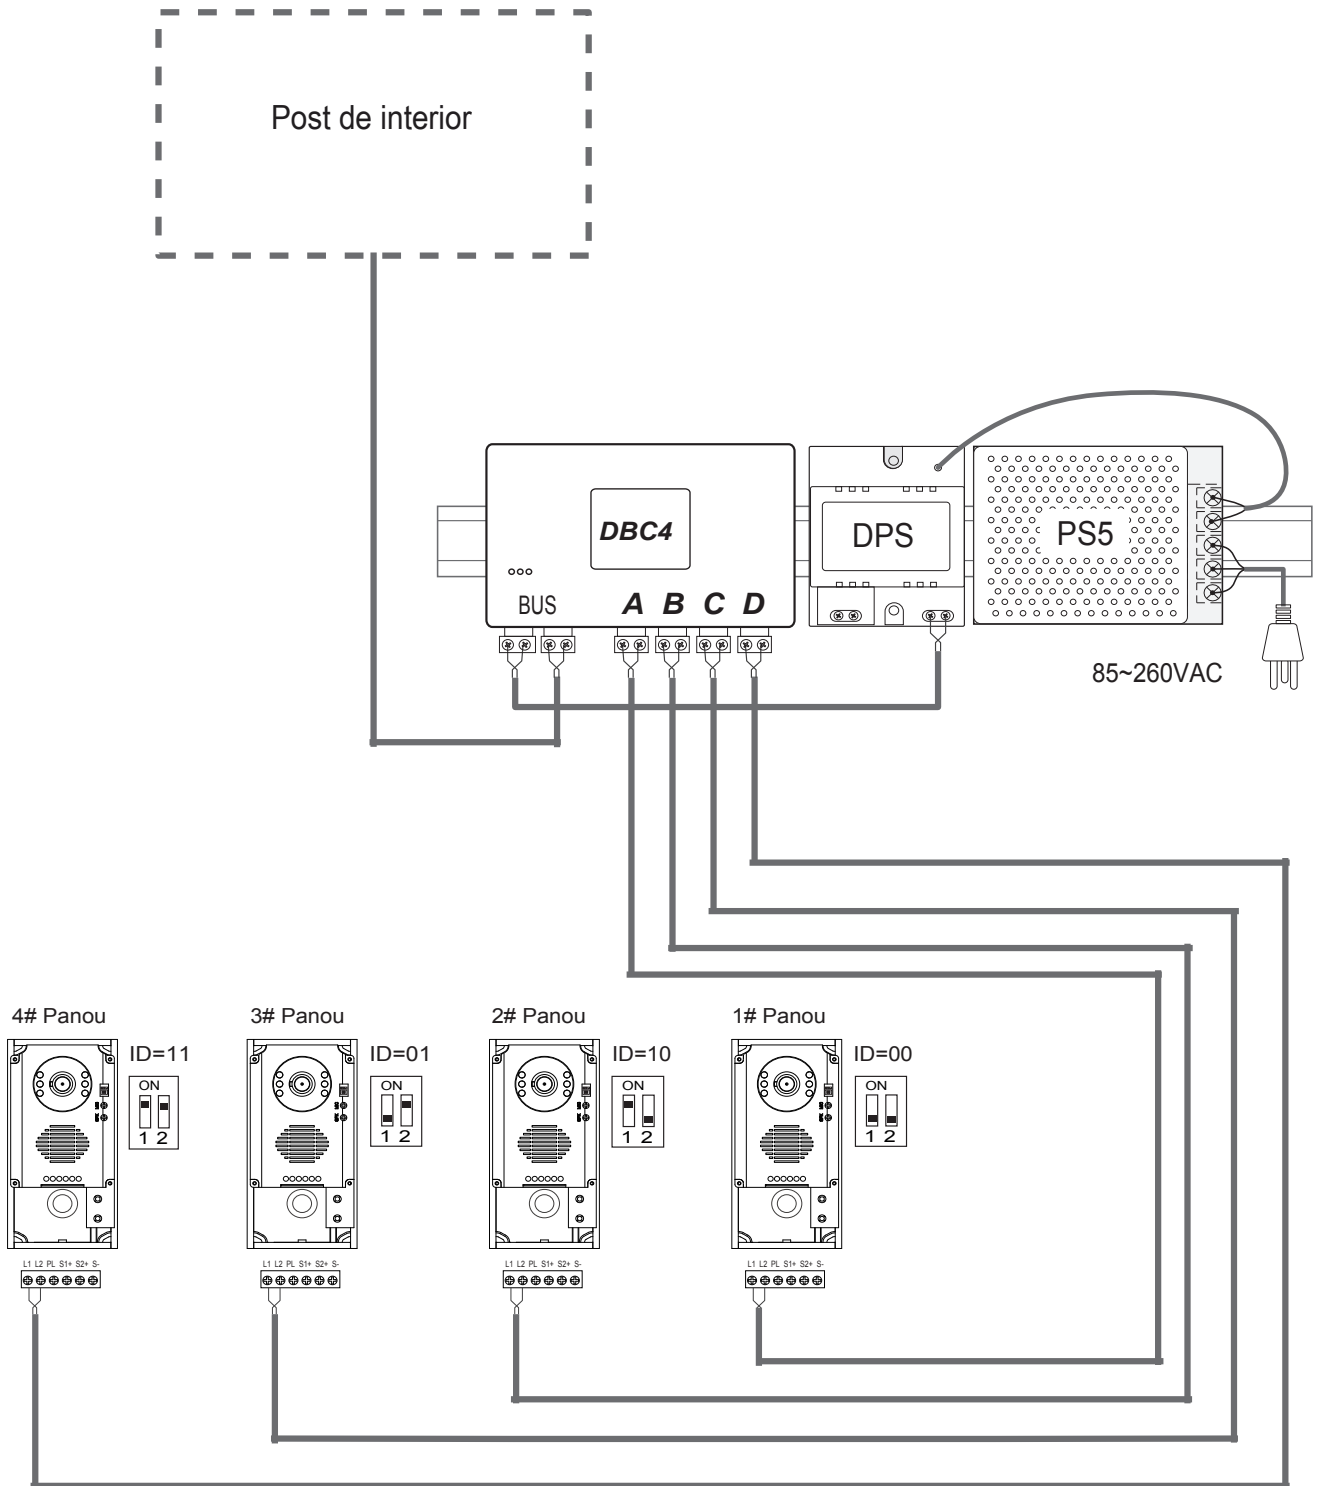 Post de interior
DBC4
DPS
PS5
BUS
A B C D
85~260VAC
4# Panou
3# Panou
2# Panou
1# Panou
ID=11
ID=01
ID=10
ID=00
ON
ON
ON
ON
1 2
1 2
1 2
1 2
L1 L2 PL S1+ S2+ S-
L1 L2 PL S1+ S2+ S-
L1 L2 PL S1+ S2+ S-
L1 L2 PL S1+ S2+ S-